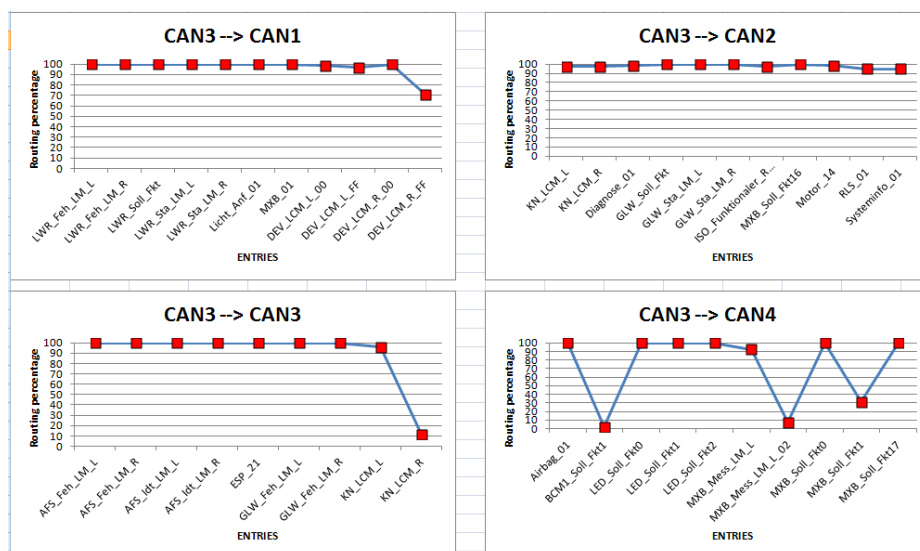 CAN3 --> CAN1
Routing percentage
100
90
80
70
60
50
40
30
20
10
0
LWR_Feh_LM_L
LWR_Feh_LM_R
LWR_Soll_Fkt
LWR_Sta_LM_L
LWR_Sta_LM_R
Licht_Anf_01
MXB_01
DEV_LCM_L_00
DEV_LCM_L_FF
DEV_LCM_R_00
DEV_LCM_R_FF
ENTRIES
CAN3 --> CAN2
Routing percentage
100
90
80
70
60
50
40
30
20
10
0
KN_LCM_L
KN_LCM_R
Diagnose_01
GLW_Soll_Fkt
GLW_Sta_LM_L
GLW_Sta_LM_R
ISO_Funktionaler_R...
MXB_Soll_Fkt16
Motor_14
RLS_01
Systeminfo_01
ENTRIES
CAN3 --> CAN3
Routing percentage
100
90
80
70
60
50
40
30
20
10
0
AFS_Feh_LM_L
AFS_Feh_LM_R
AFS_Idt_LM_L
AFS_Idt_LM_R
ESP_21
GLW_Feh_LM_L
GLW_Feh_LM_R
KN_LCM_L
KN_LCM_R
ENTRIES
CAN3 --> CAN4
Routing percentage
100
90
80
70
60
50
40
30
20
10
0
Airbag_01
BCM1_Soll_Fkt1
LED_Soll_Fkt0
LED_Soll_Fkt1
LED_Soll_Fkt2
MXB_Mess_LM_L
MXB_Mess_LM_L_02
MXB_Soll_Fkt0
MXB_Soll_Fkt1
MXB_Soll_Fkt17
ENTRIES